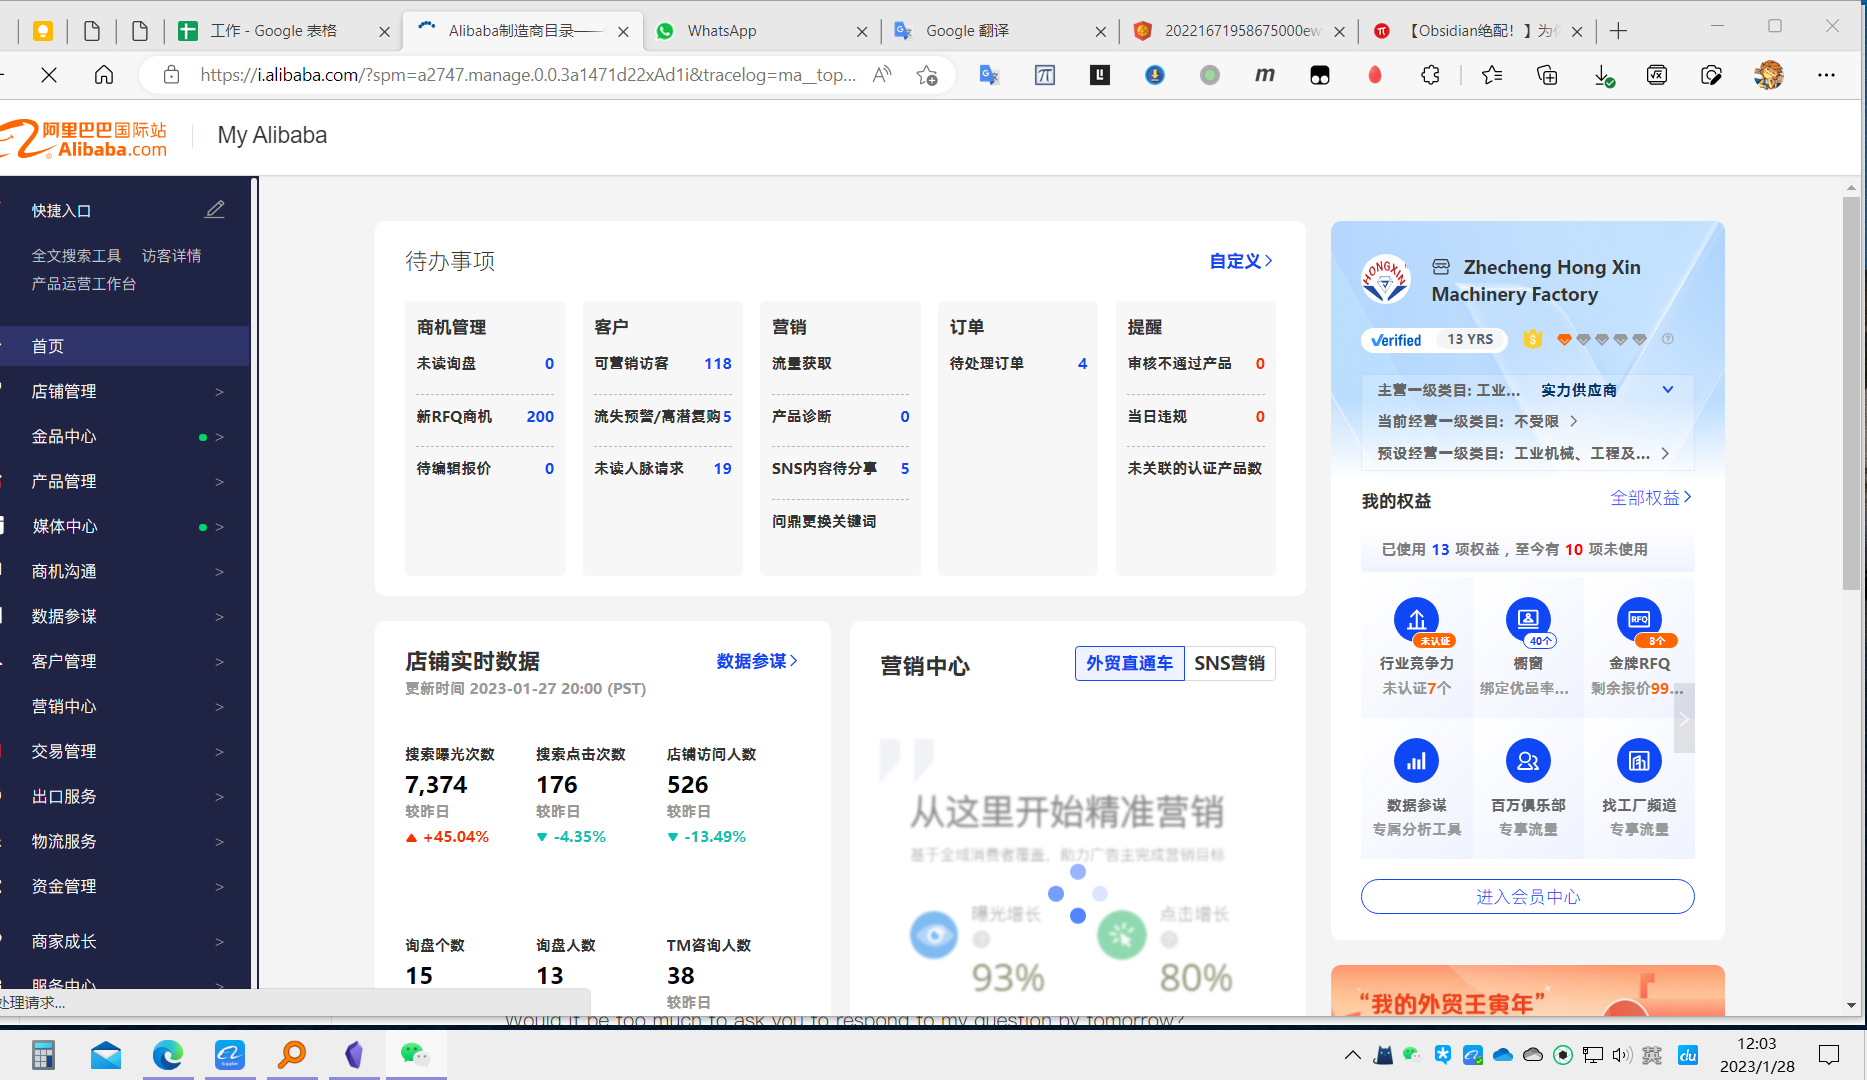 工作 - Google 表格
Alibaba制造商目录——
WhatsApp
Google 翻译
20221671958675000ew
【Obsidian绝配！】为什
https://i.alibaba.com/?spm=a2747.manage.0.0.3a1471d22xAd1i&tracelog=ma__top...
阿里巴巴国际站
Alibaba.com
My Alibaba
快捷入口
全文搜索工具 访客详情
产品运营工作台
首页
店铺管理
金品中心
产品管理
媒体中心
商机沟通
数据参谋
客户管理
营销中心
交易管理
出口服务
物流服务
资金管理
商家成长
服务中心
处理请求...
待办事项
自定义
商机管理
未读询盘 0
新RFQ商机 200
待编辑报价 0
客户
可营销访客 118
流失预警/高潜复购 5
未读人脉请求 19
营销
流量获取
产品诊断 0
SNS内容待分享 5
问鼎更换关键词
订单
待处理订单 4
提醒
审核不通过产品 0
当日违规 0
未关联的认证产品数
店铺实时数据
数据参谋
更新时间 2023-01-27 20:00 (PST)
搜索曝光次数 搜索点击次数 店铺访问人数
7,374 176 526
较昨日 较昨日 较昨日
+45.04% -4.35% -13.49%
询盘个数 询盘人数 TM咨询人数
15 13 38
较昨日
营销中心
外贸直通车 SNS营销
从这里开始精准营销
基于全域消费者覆盖，助力广告主完成营销目标
曝光增长 点击增长
93% 80%
HONGXIN
Zhecheng Hong Xin
Machinery Factory
Verified 13 YRS
主营一级类目: 工业... 实力供应商
当前经营一级类目: 不受限
预设经营一级类目: 工业机械、工程及...
我的权益
全部权益
已使用 13 项权益，至今有 10 项未使用
未认证 40个 RFQ 8个
行业竞争力 橱窗 金牌RFQ
未认证7个 绑定优品率... 剩余报价99...
数据参谋 百万俱乐部 找工厂频道
专属分析工具 专享流量 专享流量
进入会员中心
“我的外贸壬寅年”
Would it be too much to ask you to respond to my question by tomorrow?
英
du
12:03
2023/1/28